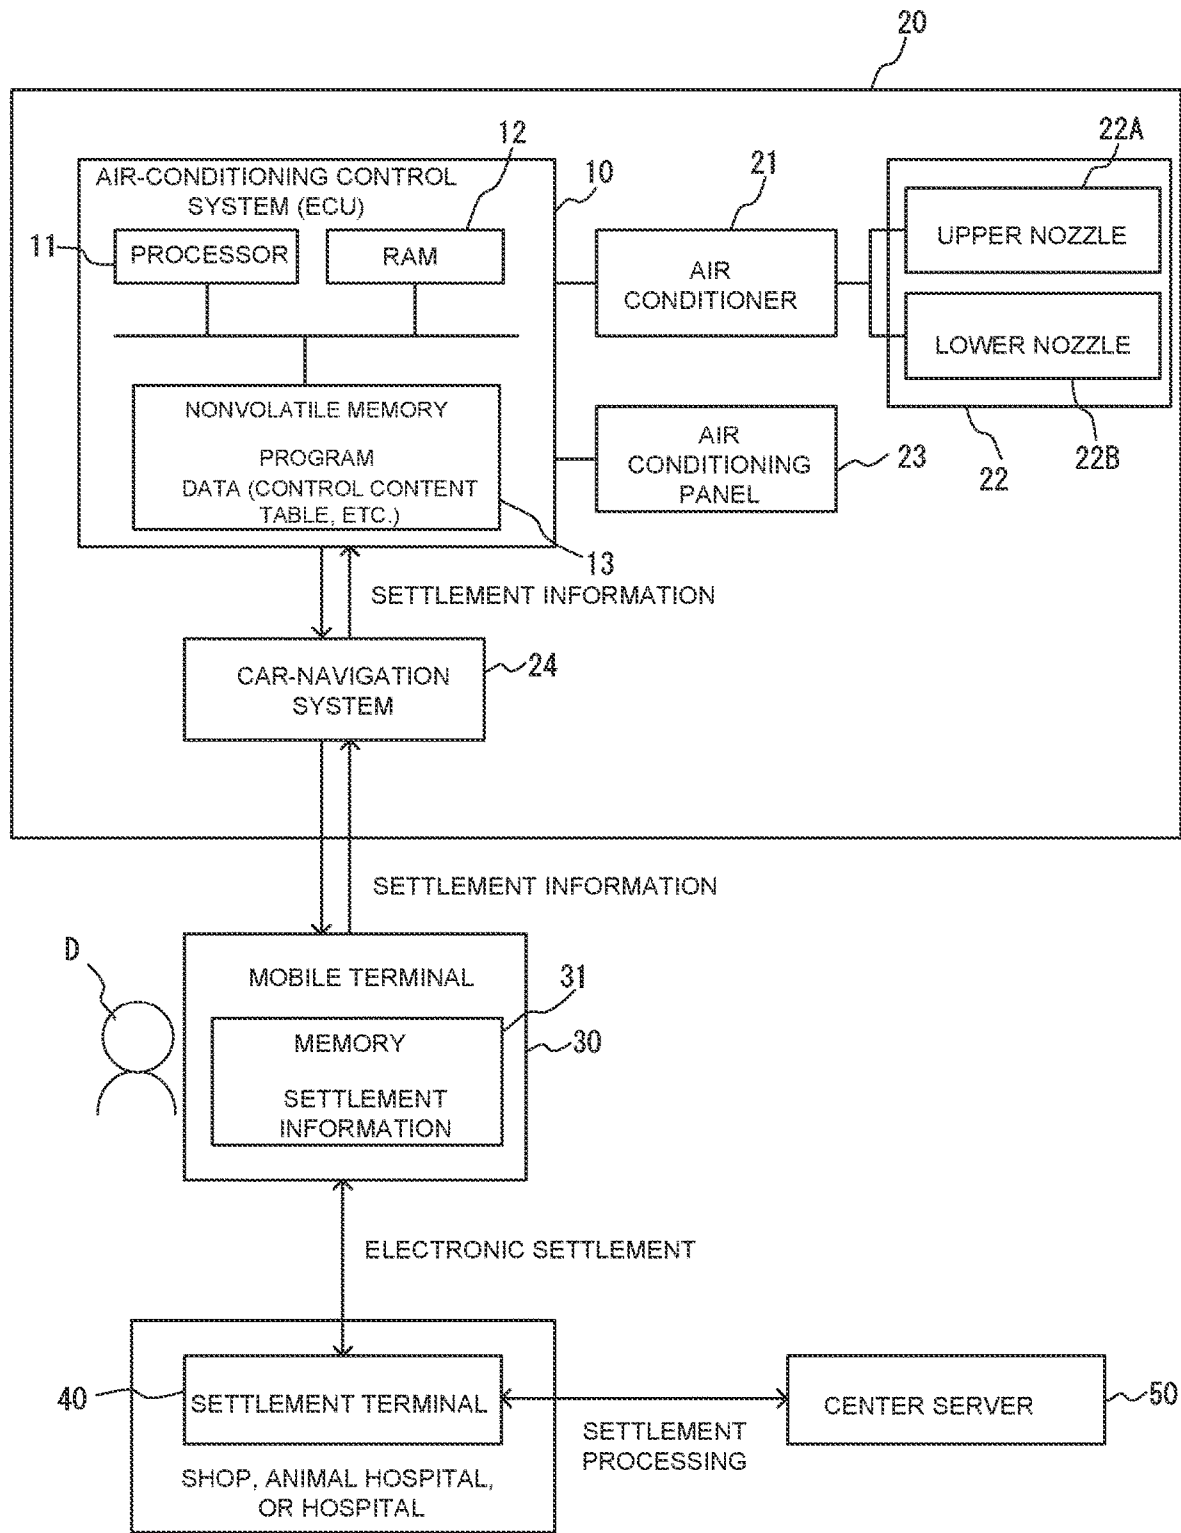 20
12
22A
AIR-CONDITIONING CONTROL
SYSTEM (ECU)
10
21
11
PROCESSOR
RAM
UPPER NOZZLE
AIR
CONDITIONER
LOWER NOZZLE
NONVOLATILE MEMORY
PROGRAM
DATA (CONTROL CONTENT
TABLE, ETC.)
AIR
CONDITIONING
PANEL
23
22
22B
13
SETTLEMENT INFORMATION
CAR-NAVIGATION
SYSTEM
24
SETTLEMENT INFORMATION
D
MOBILE TERMINAL
31
MEMORY
30
SETTLEMENT
INFORMATION
ELECTRONIC SETTLEMENT
40
SETTLEMENT TERMINAL
CENTER SERVER
50
SETTLEMENT
PROCESSING
SHOP, ANIMAL HOSPITAL,
OR HOSPITAL